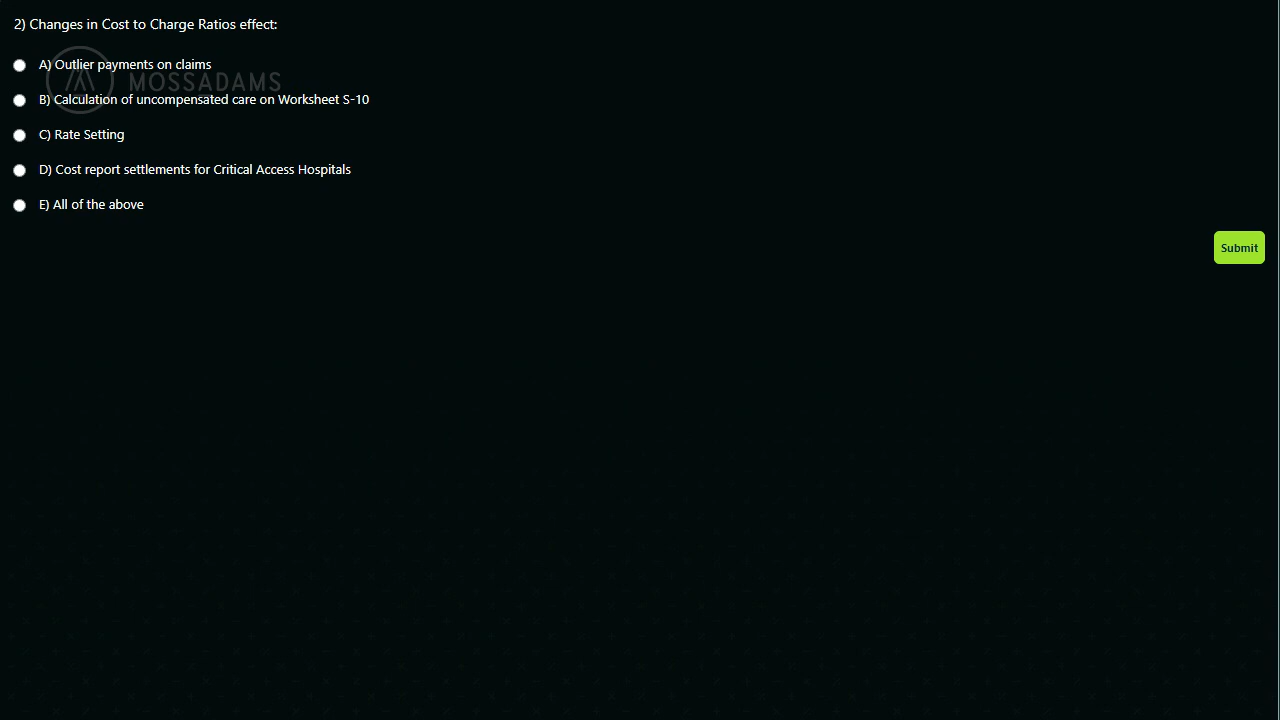 2) Changes in Cost to Charge Ratios effect:
A) Outlier payments on claims
MOSSADAMS
B) Calculation of uncompensated care on Worksheet S-10
C) Rate Setting
D) Cost report settlements for Critical Access Hospitals
E) All of the above
Submit